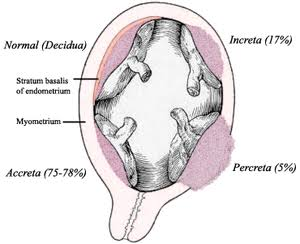 Normal (Decidua)
Increta (17%)
Stratum basalis
of endometrium
Myometrium
Accreta (75-78%)
Percreta (5%)